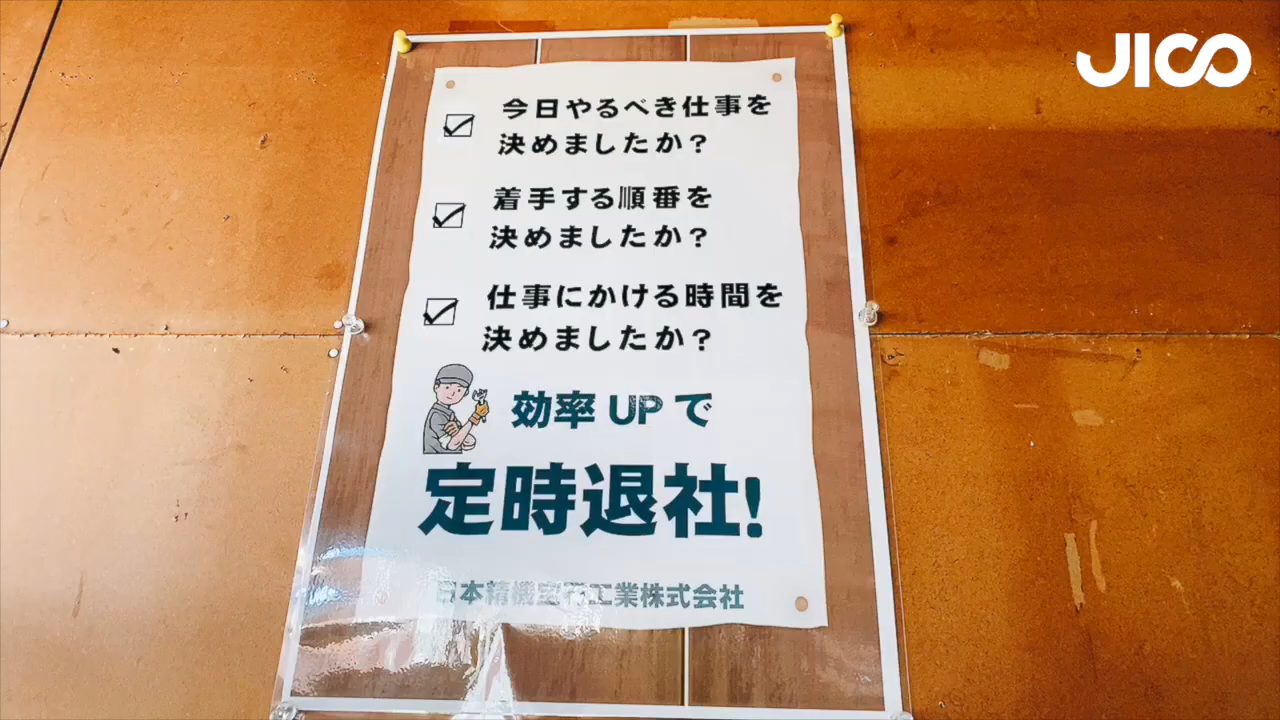 JICO
今日やるべき仕事を
決めましたか?
着手する順番を
決めましたか?
仕事にかける時間を
決めましたか?
効率UPで
定時退社!
日本精機宝石工業株式会社